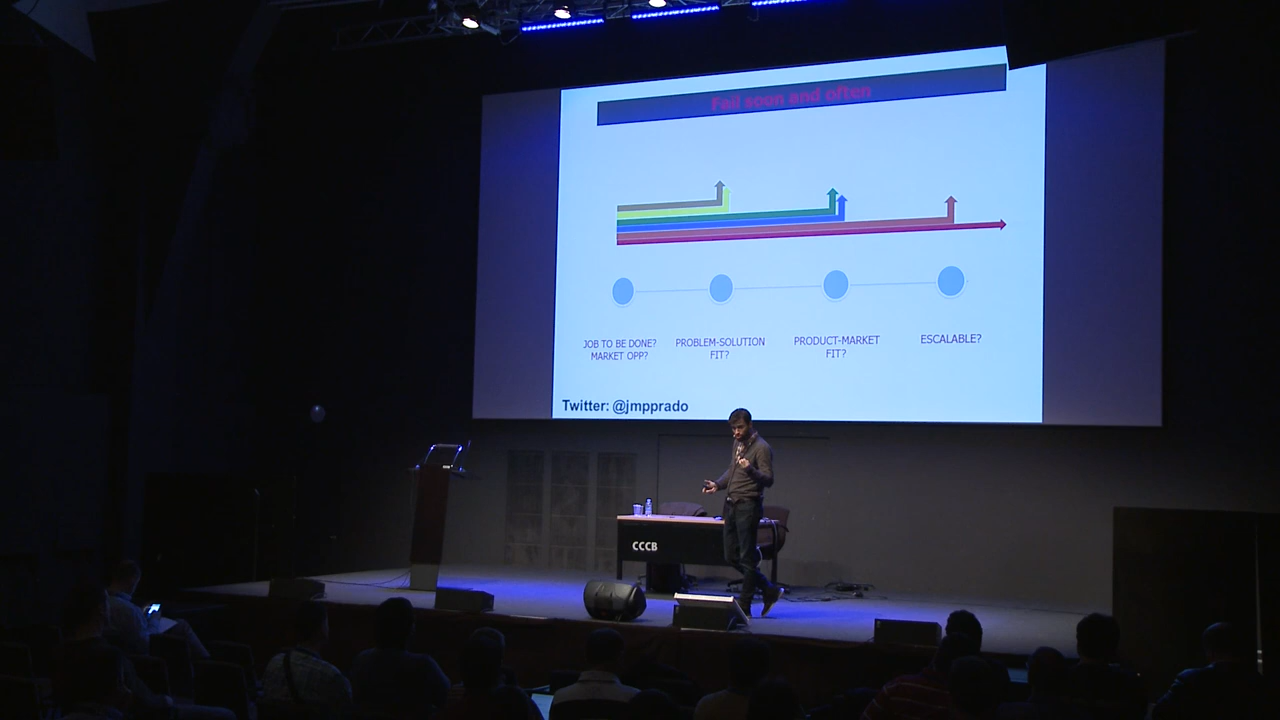 Fail soon and often
JOB TO BE DONE?
MARKET OPP?
PROBLEM-SOLUTION
FIT?
PRODUCT-MARKET
FIT?
ESCALABLE?
Twitter: @jmpprado
CCCB